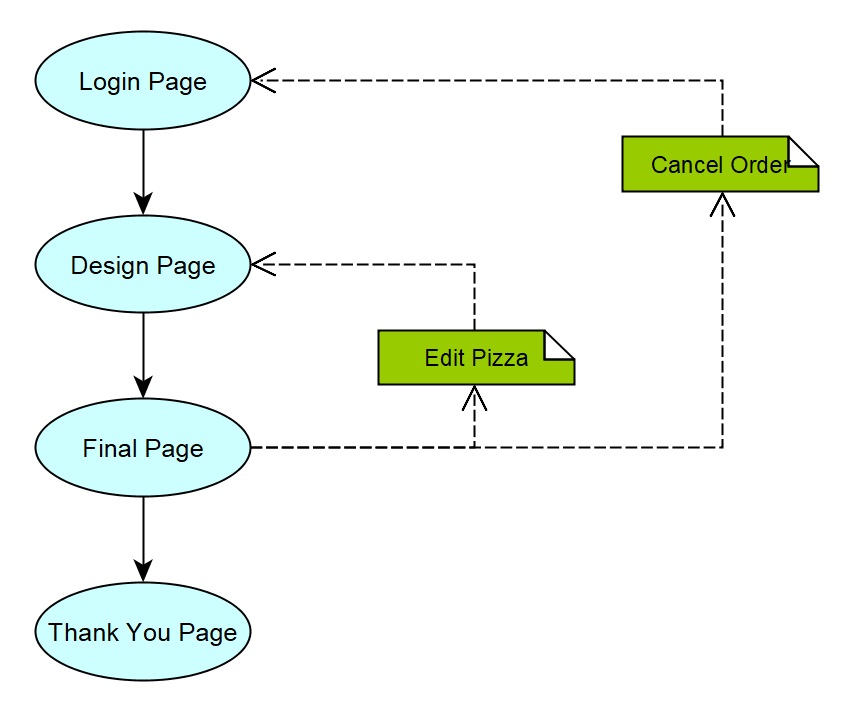 Login Page
Cancel Order
Design Page
Edit Pizza
Final Page
Thank You Page